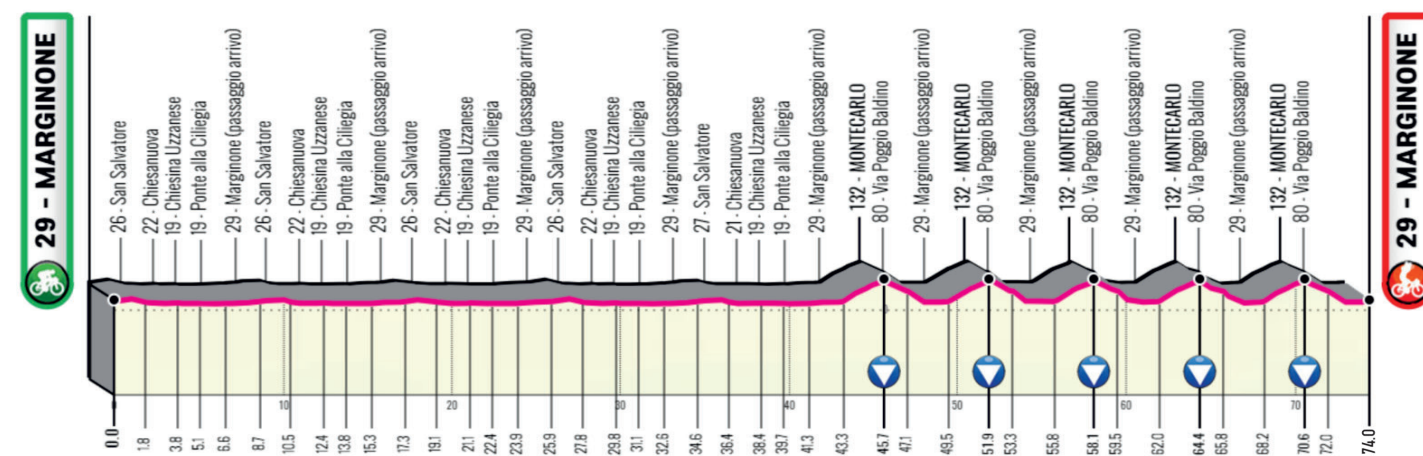 29 - MARGINONE
26 - San Salvatore
22 - Chiesanuova
19 - Chiesina Uzzanese
19 - Ponte alla Ciliegia
29 - Marginone (passaggio arrivo)
26 - San Salvatore
22 - Chiesanuova
19 - Chiesina Uzzanese
19 - Ponte alla Ciliegia
29 - Marginone (passaggio arrivo)
26 - San Salvatore
22 - Chiesanuova
19 - Chiesina Uzzanese
19 - Ponte alla Ciliegia
29 - Marginone (passaggio arrivo)
26 - San Salvatore
22 - Chiesanuova
19 - Chiesina Uzzanese
19 - Ponte alla Ciliegia
29 - Marginone (passaggio arrivo)
27 - San Salvatore
21 - Chiesanuova
19 - Chiesina Uzzanese
19 - Ponte alla Ciliegia
29 - Marginone (passaggio arrivo)
132 - MONTECARLO
80 - Via Poggio Baldino
29 - Marginone (passaggio arrivo)
132 - MONTECARLO
80 - Via Poggio Baldino
29 - Marginone (passaggio arrivo)
132 - MONTECARLO
80 - Via Poggio Baldino
29 - Marginone (passaggio arrivo)
132 - MONTECARLO
80 - Via Poggio Baldino
29 - Marginone (passaggio arrivo)
132 - MONTECARLO
80 - Via Poggio Baldino
29 - MARGINONE
0
10
20
30
40
50
60
70
0.0
1.8
3.8
5.1
6.6
8.7
10.5
12.4
13.8
15.3
17.3
19.1
21.1
22.4
23.9
25.9
27.8
29.8
31.1
32.6
34.6
36.4
38.4
39.7
41.3
43.3
45.7
47.1
49.5
51.9
53.3
55.8
58.1
59.5
62.0
64.4
65.8
68.2
70.6
72.0
74.0